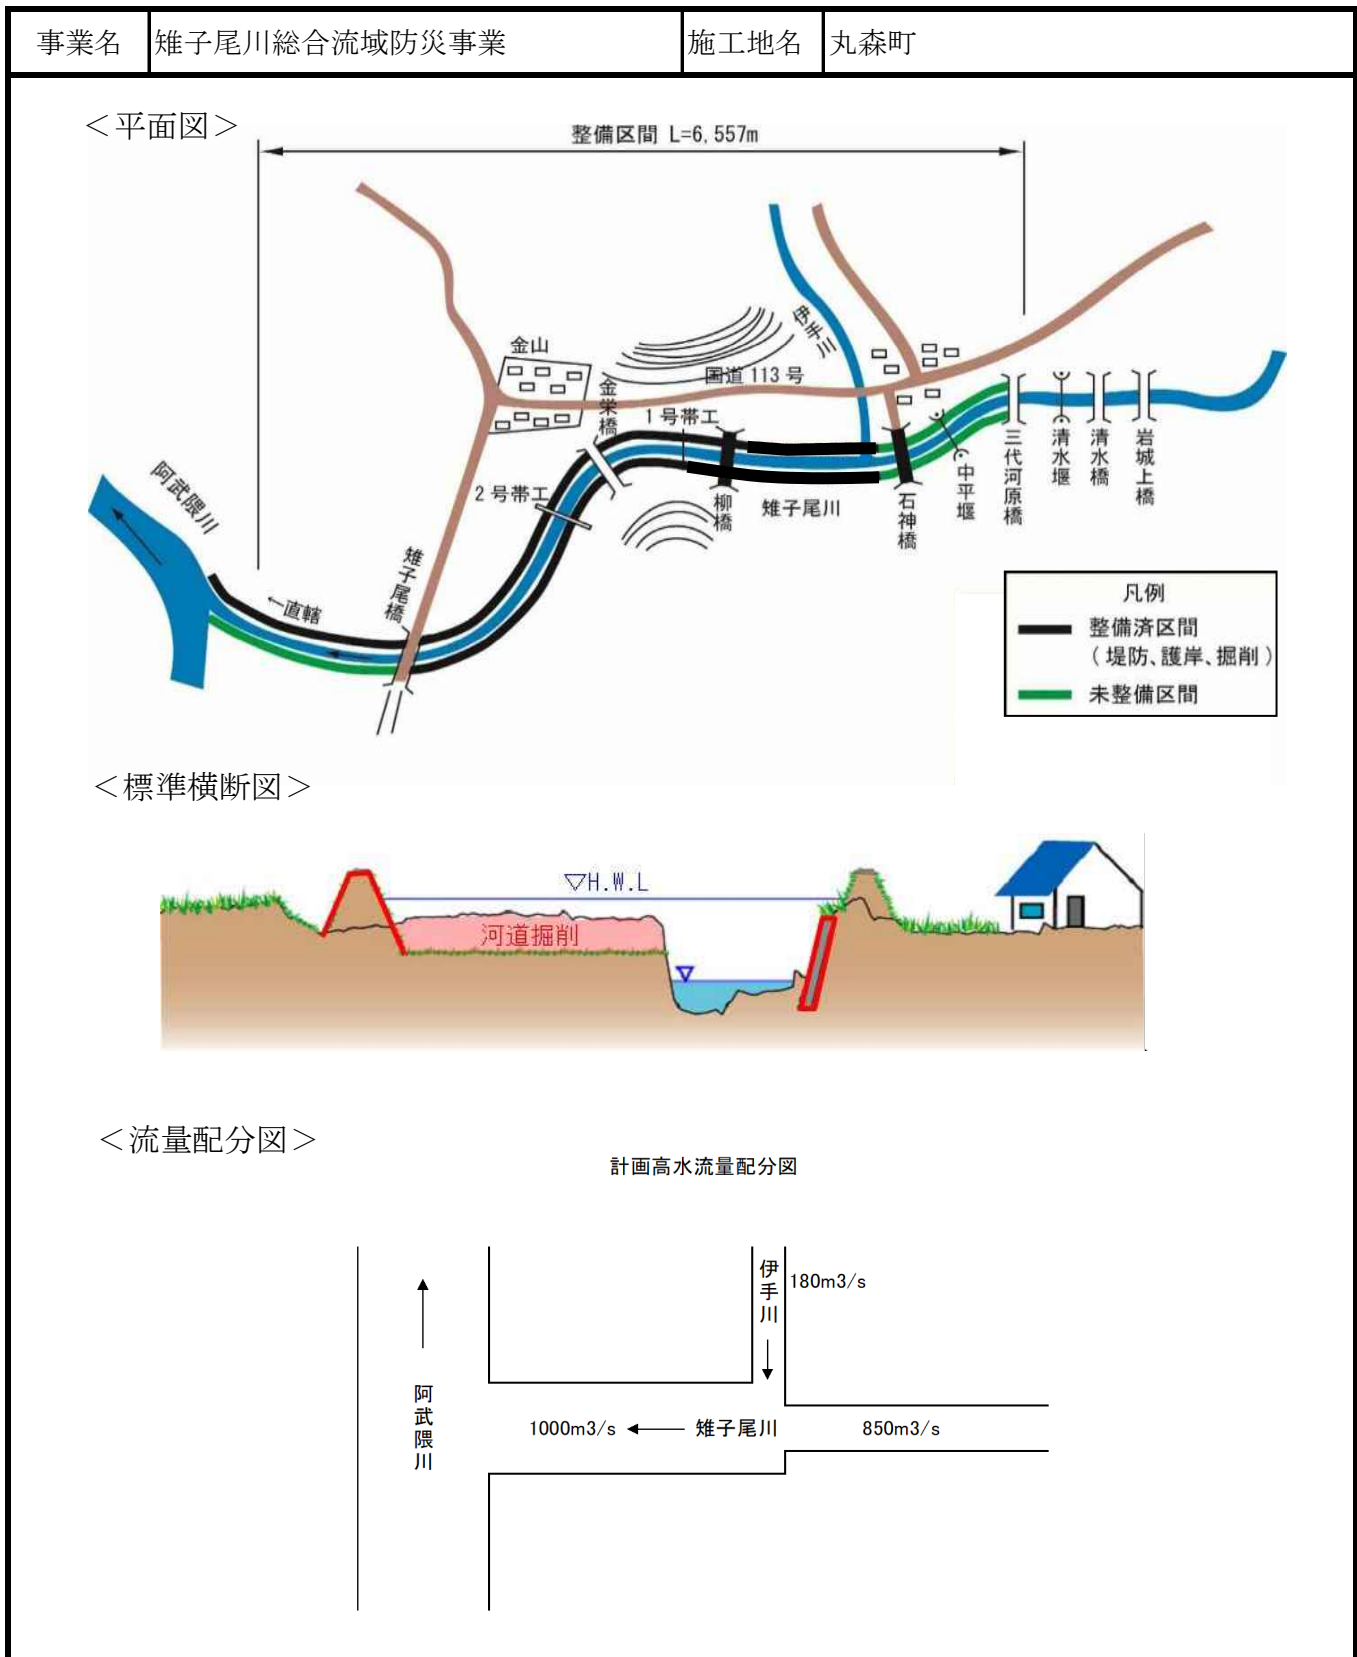 事業名 雉子尾川総合流域防災事業 施工地名 丸森町
＜平面図＞
整備区間 L=6,557m
伊手川
金山
国道113号
金栄橋
1号帯工
2号帯工
柳橋
雉子尾川
石神橋
中平堰
三代河原橋
清水堰
清水橋
岩城上橋
阿武隈川
雉子尾橋
←直轄
凡例
整備済区間
（堤防、護岸、掘削）
未整備区間
＜標準横断図＞
▽H.W.L
河道掘削
＜流量配分図＞
計画高水流量配分図
伊手川
180m3/s
阿武隈川
1000m3/s
雉子尾川
850m3/s